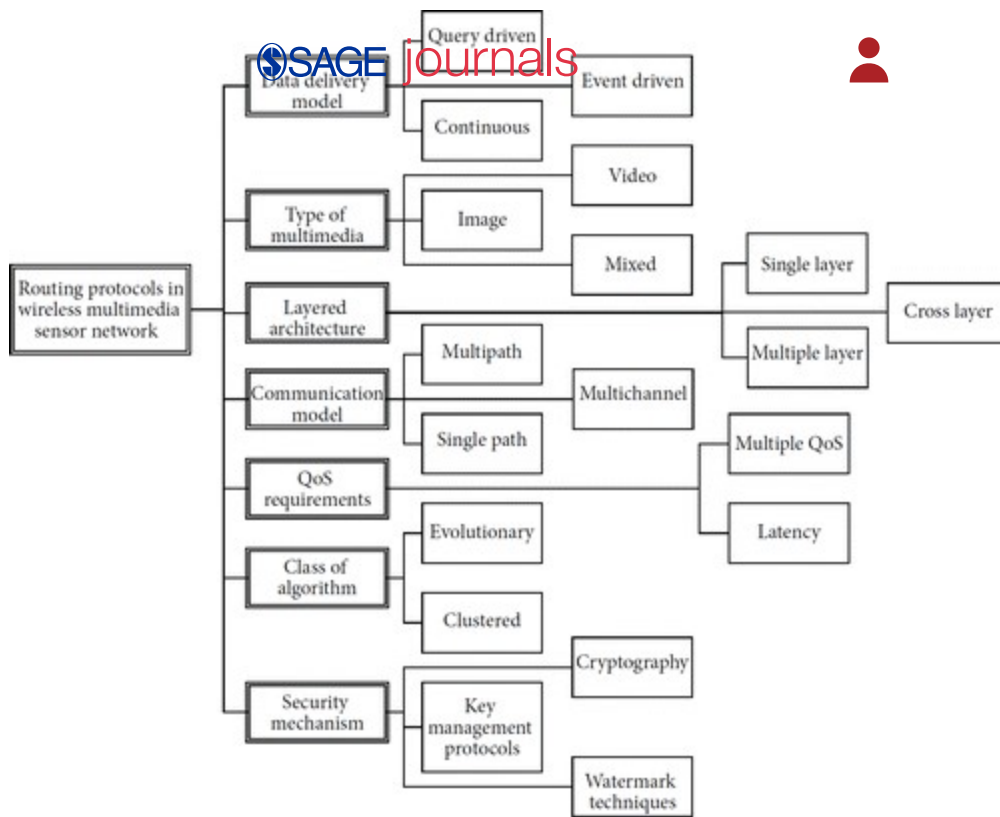 SAGE journals
Routing protocols in
wireless multimedia
sensor network
Data delivery
model
Query driven
Event driven
Continuous
Type of
multimedia
Video
Image
Mixed
Layered
architecture
Single layer
Cross layer
Multiple layer
Communication
model
Multipath
Multichannel
Single path
QoS
requirements
Multiple QoS
Latency
Class of
algorithm
Evolutionary
Clustered
Security
mechanism
Cryptography
Key
management
protocols
Watermark
techniques